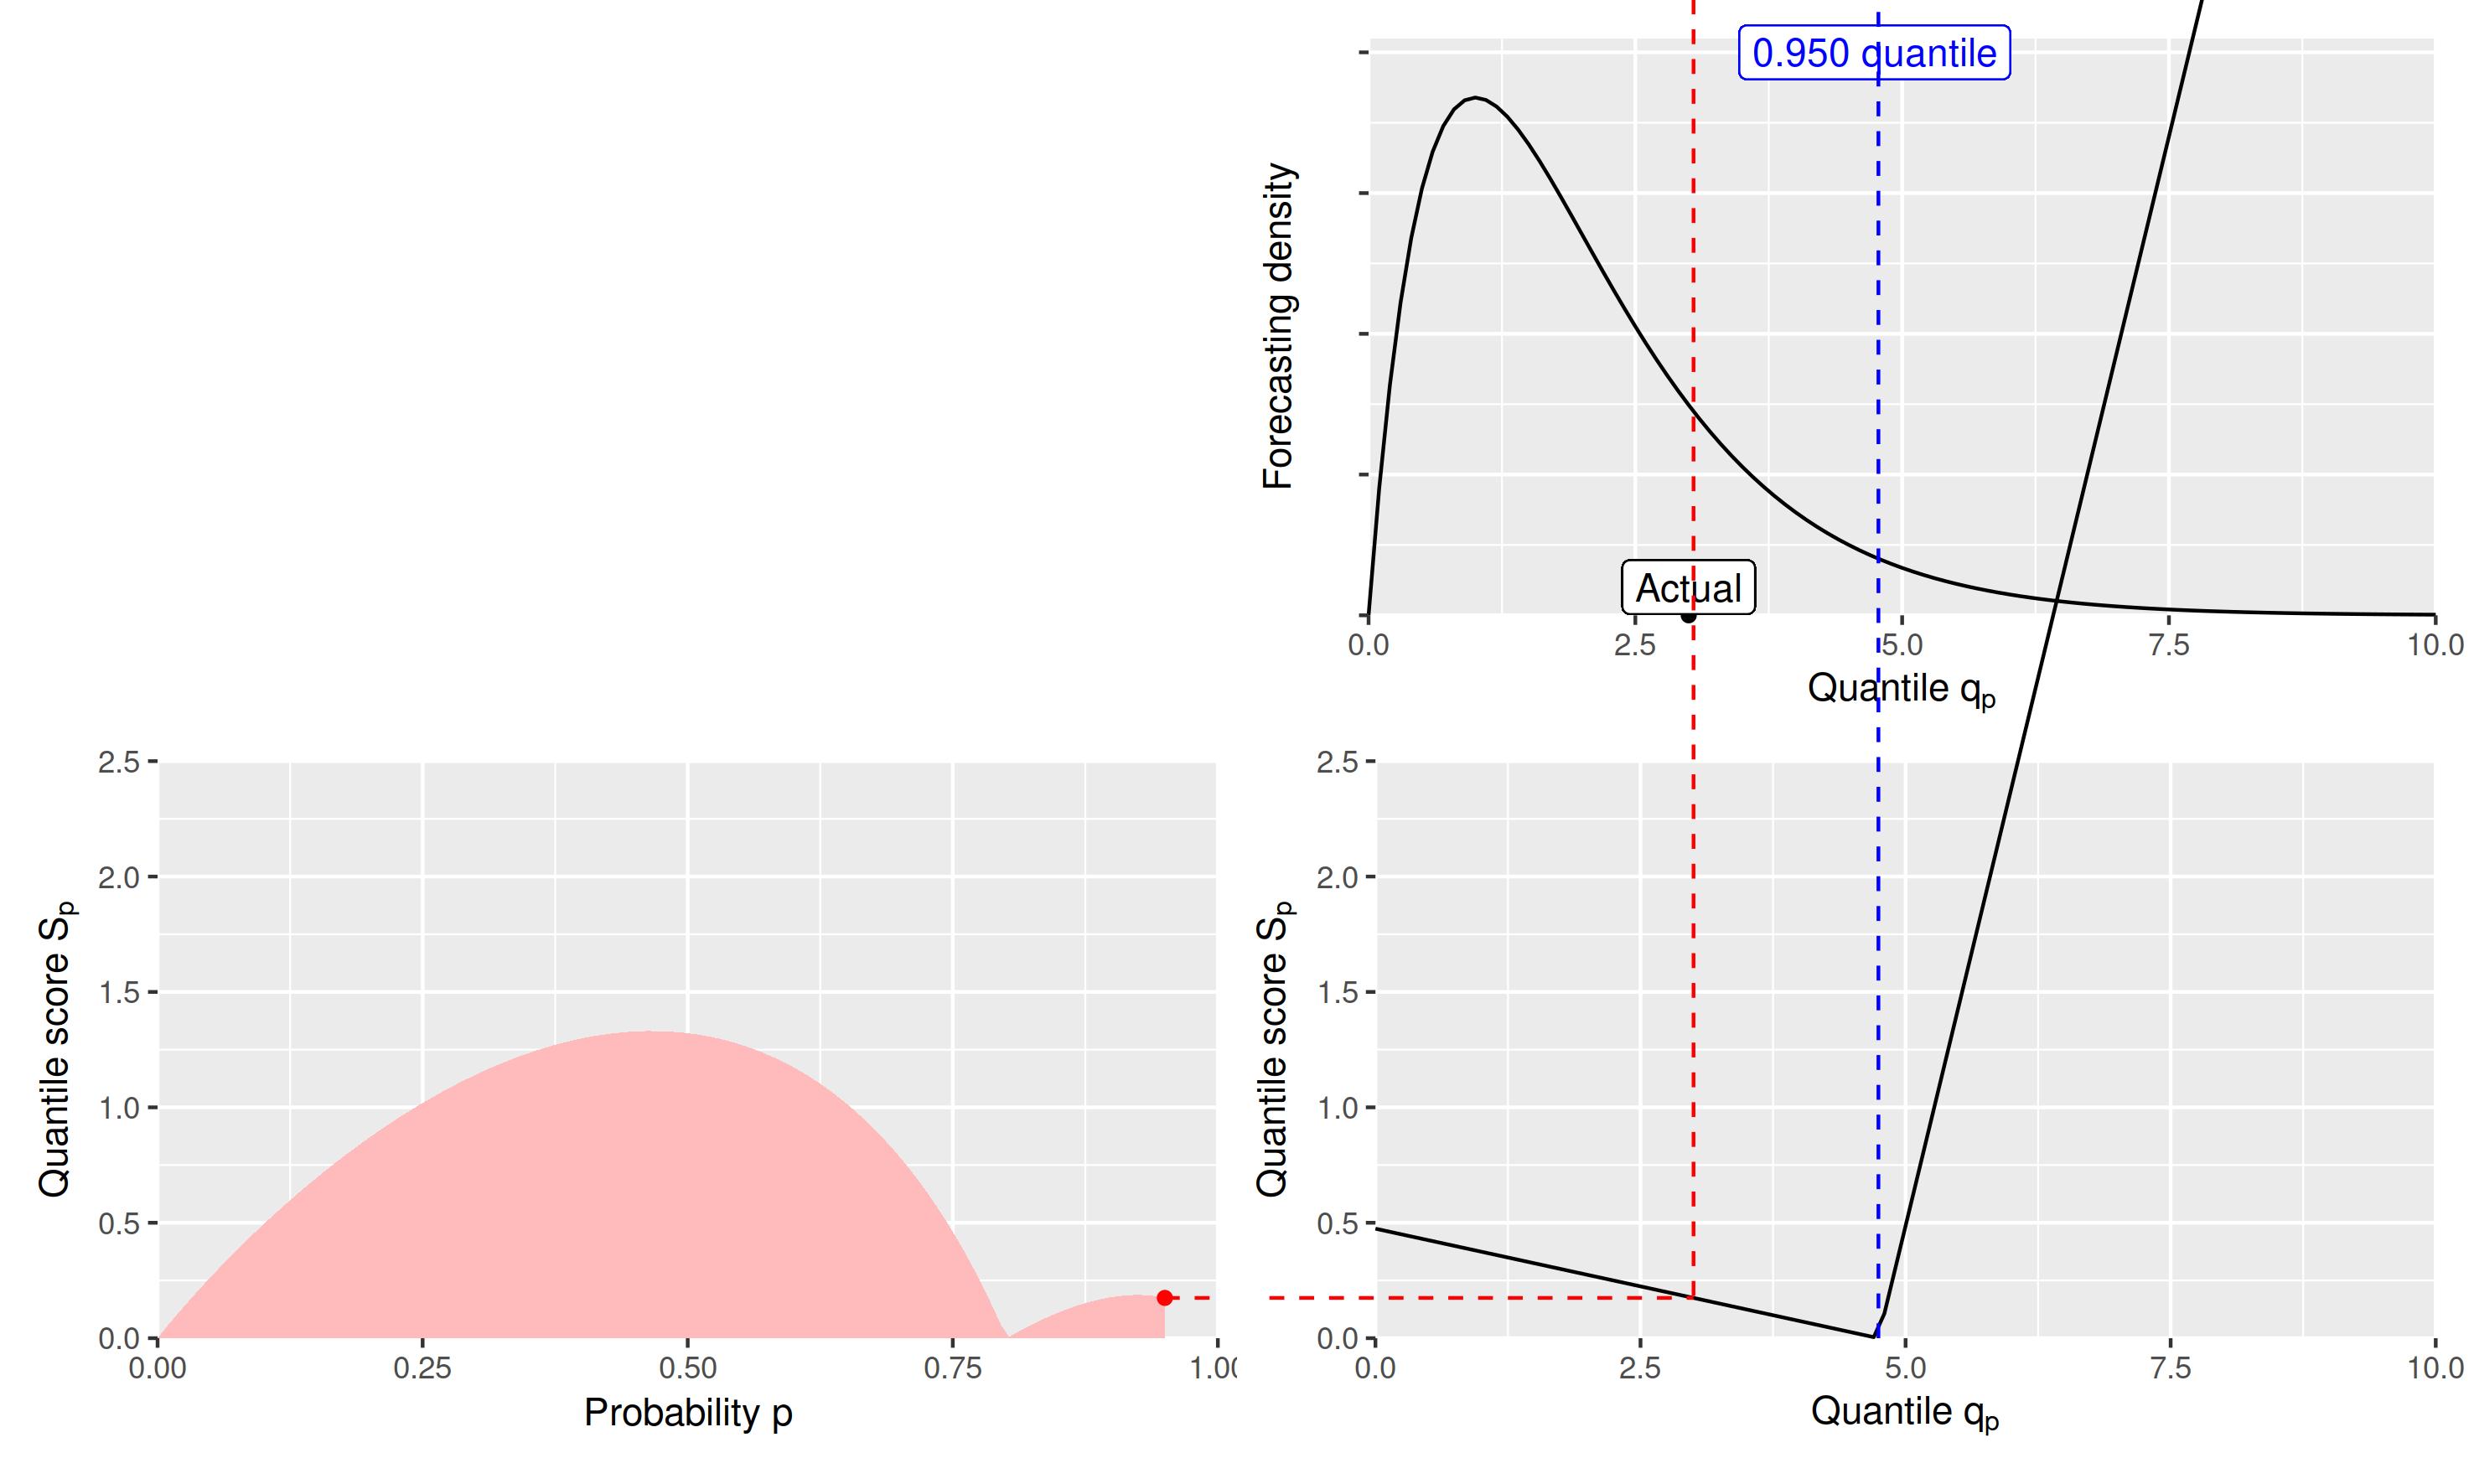 0.950 quantile
Forecasting density
Actual
0.0 2.5 5.0 7.5 10.0
Quantile qp
2.5
2.0
1.5
1.0
0.5
0.0
Quantile score Sp
0.00 0.25 0.50 0.75 1.0(
Probability p
2.5
2.0
1.5
1.0
0.5
0.0
Quantile score Sp
0.0 2.5 5.0 7.5 10.0
Quantile qp